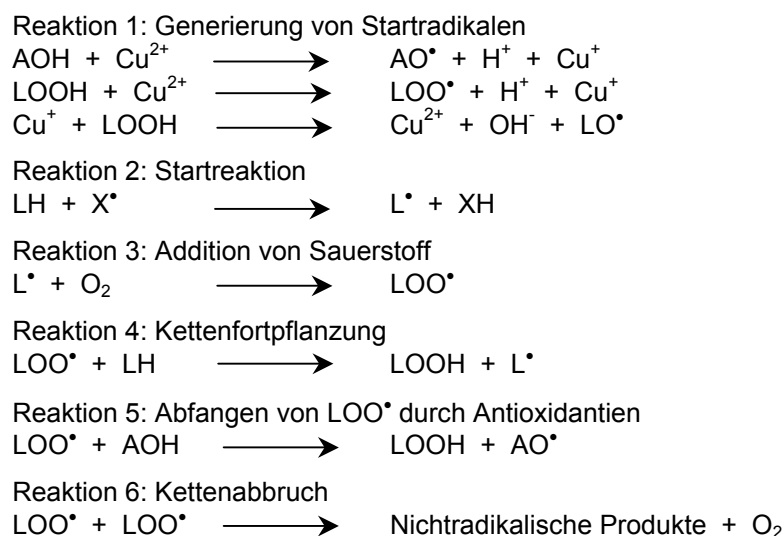 Reaktion 1: Generierung von Startradikalen
AOH + Cu²⁺ ⟶ AO• + H⁺ + Cu⁺
LOOH + Cu²⁺ ⟶ LOO• + H⁺ + Cu⁺
Cu⁺ + LOOH ⟶ Cu²⁺ + OH⁻ + LO•
Reaktion 2: Startreaktion
LH + X• ⟶ L• + XH
Reaktion 3: Addition von Sauerstoff
L• + O₂ ⟶ LOO•
Reaktion 4: Kettenfortpflanzung
LOO• + LH ⟶ LOOH + L•
Reaktion 5: Abfangen von LOO• durch Antioxidantien
LOO• + AOH ⟶ LOOH + AO•
Reaktion 6: Kettenabbruch
LOO• + LOO• ⟶ Nichtradikalische Produkte + O₂